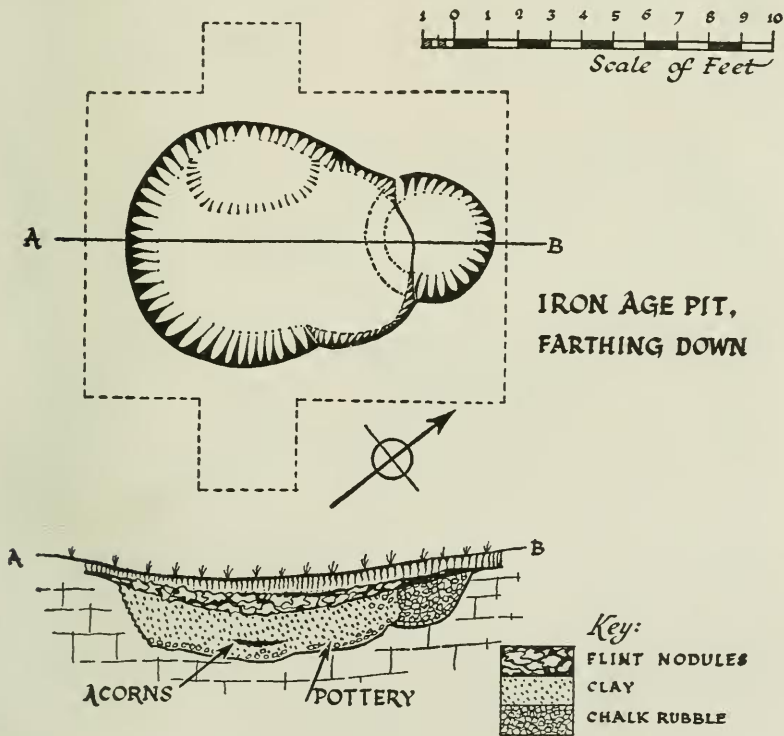 1 0 1 2 3 4 5 6 7 8 9 10
Scale of Feet
A
B
IRON AGE PIT,
FARTHING DOWN
A
B
ACORNS
POTTERY
Key:
FLINT NODULES
CLAY
CHALK RUBBLE